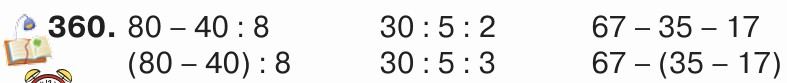 360. 80 – 40 : 8 30 : 5 : 2 67 – 35 – 17
(80 – 40) : 8 30 : 5 : 3 67 – (35 – 17)